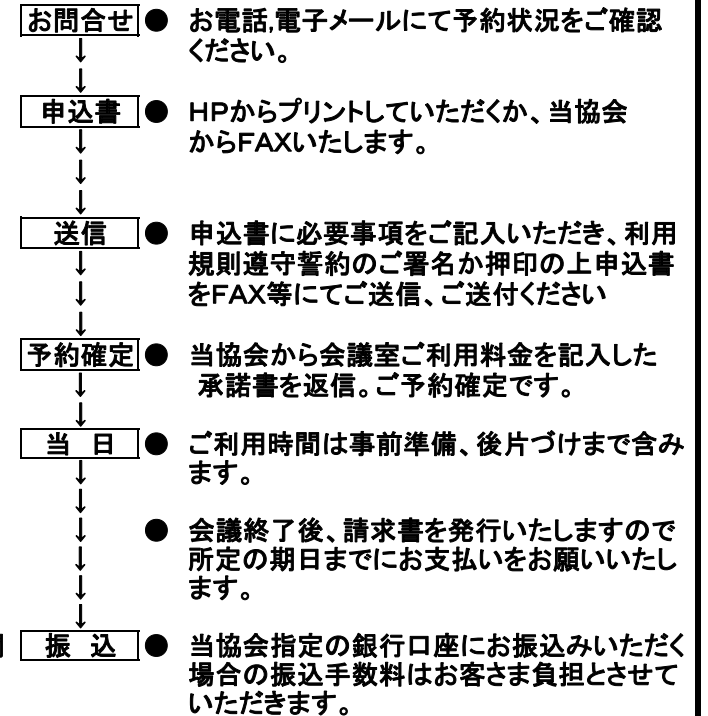 お問合せ ● お電話,電子メールにて予約状況をご確認
↓ ください。
↓
申込書 ● HPからプリントしていただくか、当協会
↓ からFAXいたします。
↓
↓
送信 ● 申込書に必要事項をご記入いただき、利用
↓ 規則遵守誓約のご署名か押印の上申込書
↓ をFAX等にてご送信、ご送付ください
↓
予約確定 ● 当協会から会議室ご利用料金を記入した
↓ 承諾書を返信。ご予約確定です。
↓
当 日 ● ご利用時間は事前準備、後片づけまで含み
↓ ます。
↓
↓ ● 会議終了後、請求書を発行いたしますので
↓ 所定の期日までにお支払いをお願いいたし
↓ ます。
↓
振 込 ● 当協会指定の銀行口座にお振込みいただく
場合の振込手数料はお客さま負担とさせて
いただきます。